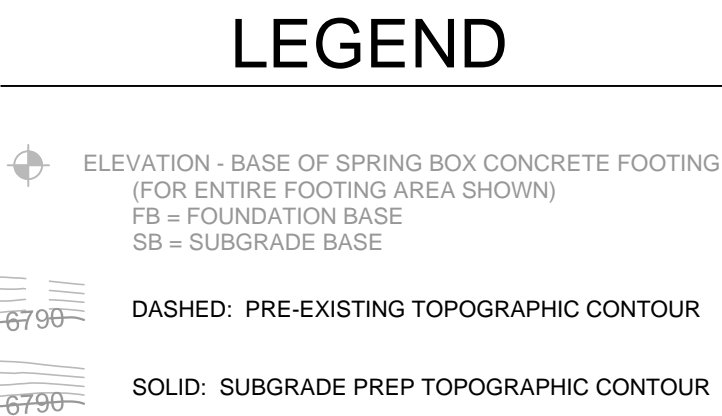 LEGEND
ELEVATION - BASE OF SPRING BOX CONCRETE FOOTING
(FOR ENTIRE FOOTING AREA SHOWN)
FB = FOUNDATION BASE
SB = SUBGRADE BASE
6790 DASHED: PRE-EXISTING TOPOGRAPHIC CONTOUR
6790 SOLID: SUBGRADE PREP TOPOGRAPHIC CONTOUR